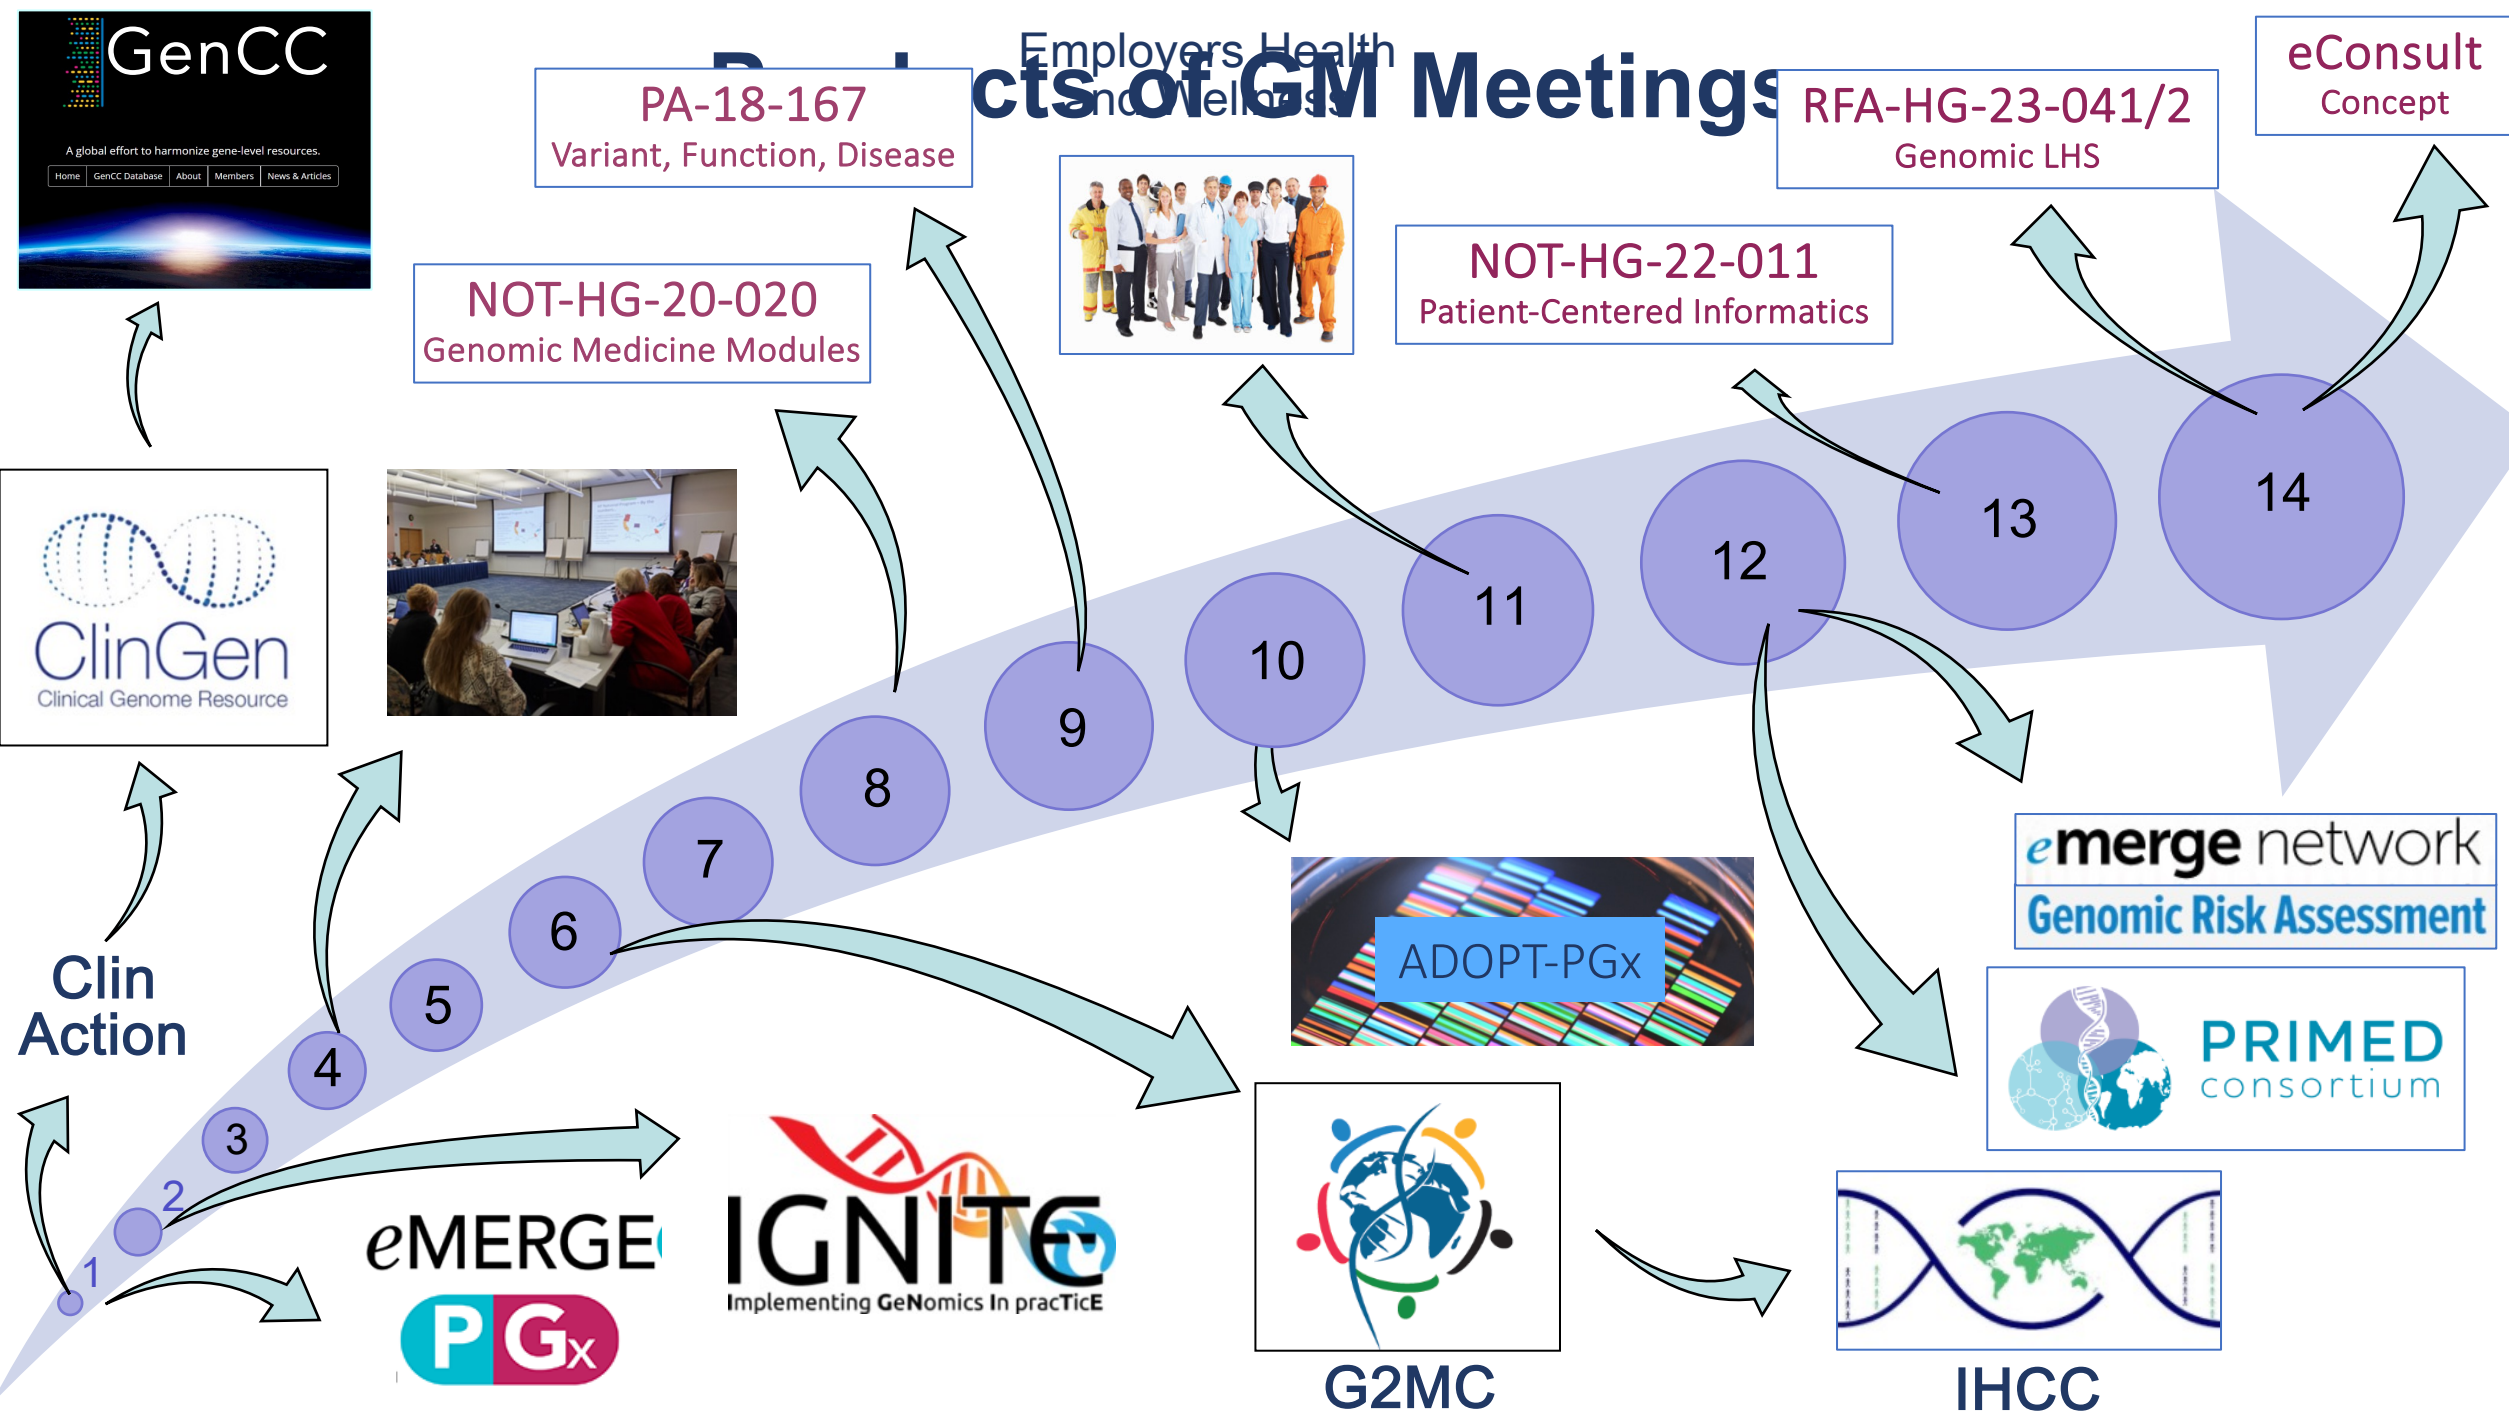 GenCC
A global effort to harmonize gene-level resources.
Home GenCC Database About Members News & Articles
Employers Health
and Wellness
cts of GM Meetings
PA-18-167
Variant, Function, Disease
RFA-HG-23-041/2
Genomic LHS
eConsult
Concept
NOT-HG-20-020
Genomic Medicine Modules
NOT-HG-22-011
Patient-Centered Informatics
ClinGen
Clinical Genome Resource
Clin
Action
1
2
3
4
5
6
7
8
9
10
11
12
13
14
ADOPT-PGx
emerge network
Genomic Risk Assessment
PRIMED
consortium
eMERGE
PGx
IGNITE
Implementing GeNomics In pracTicE
G2MC
IHCC